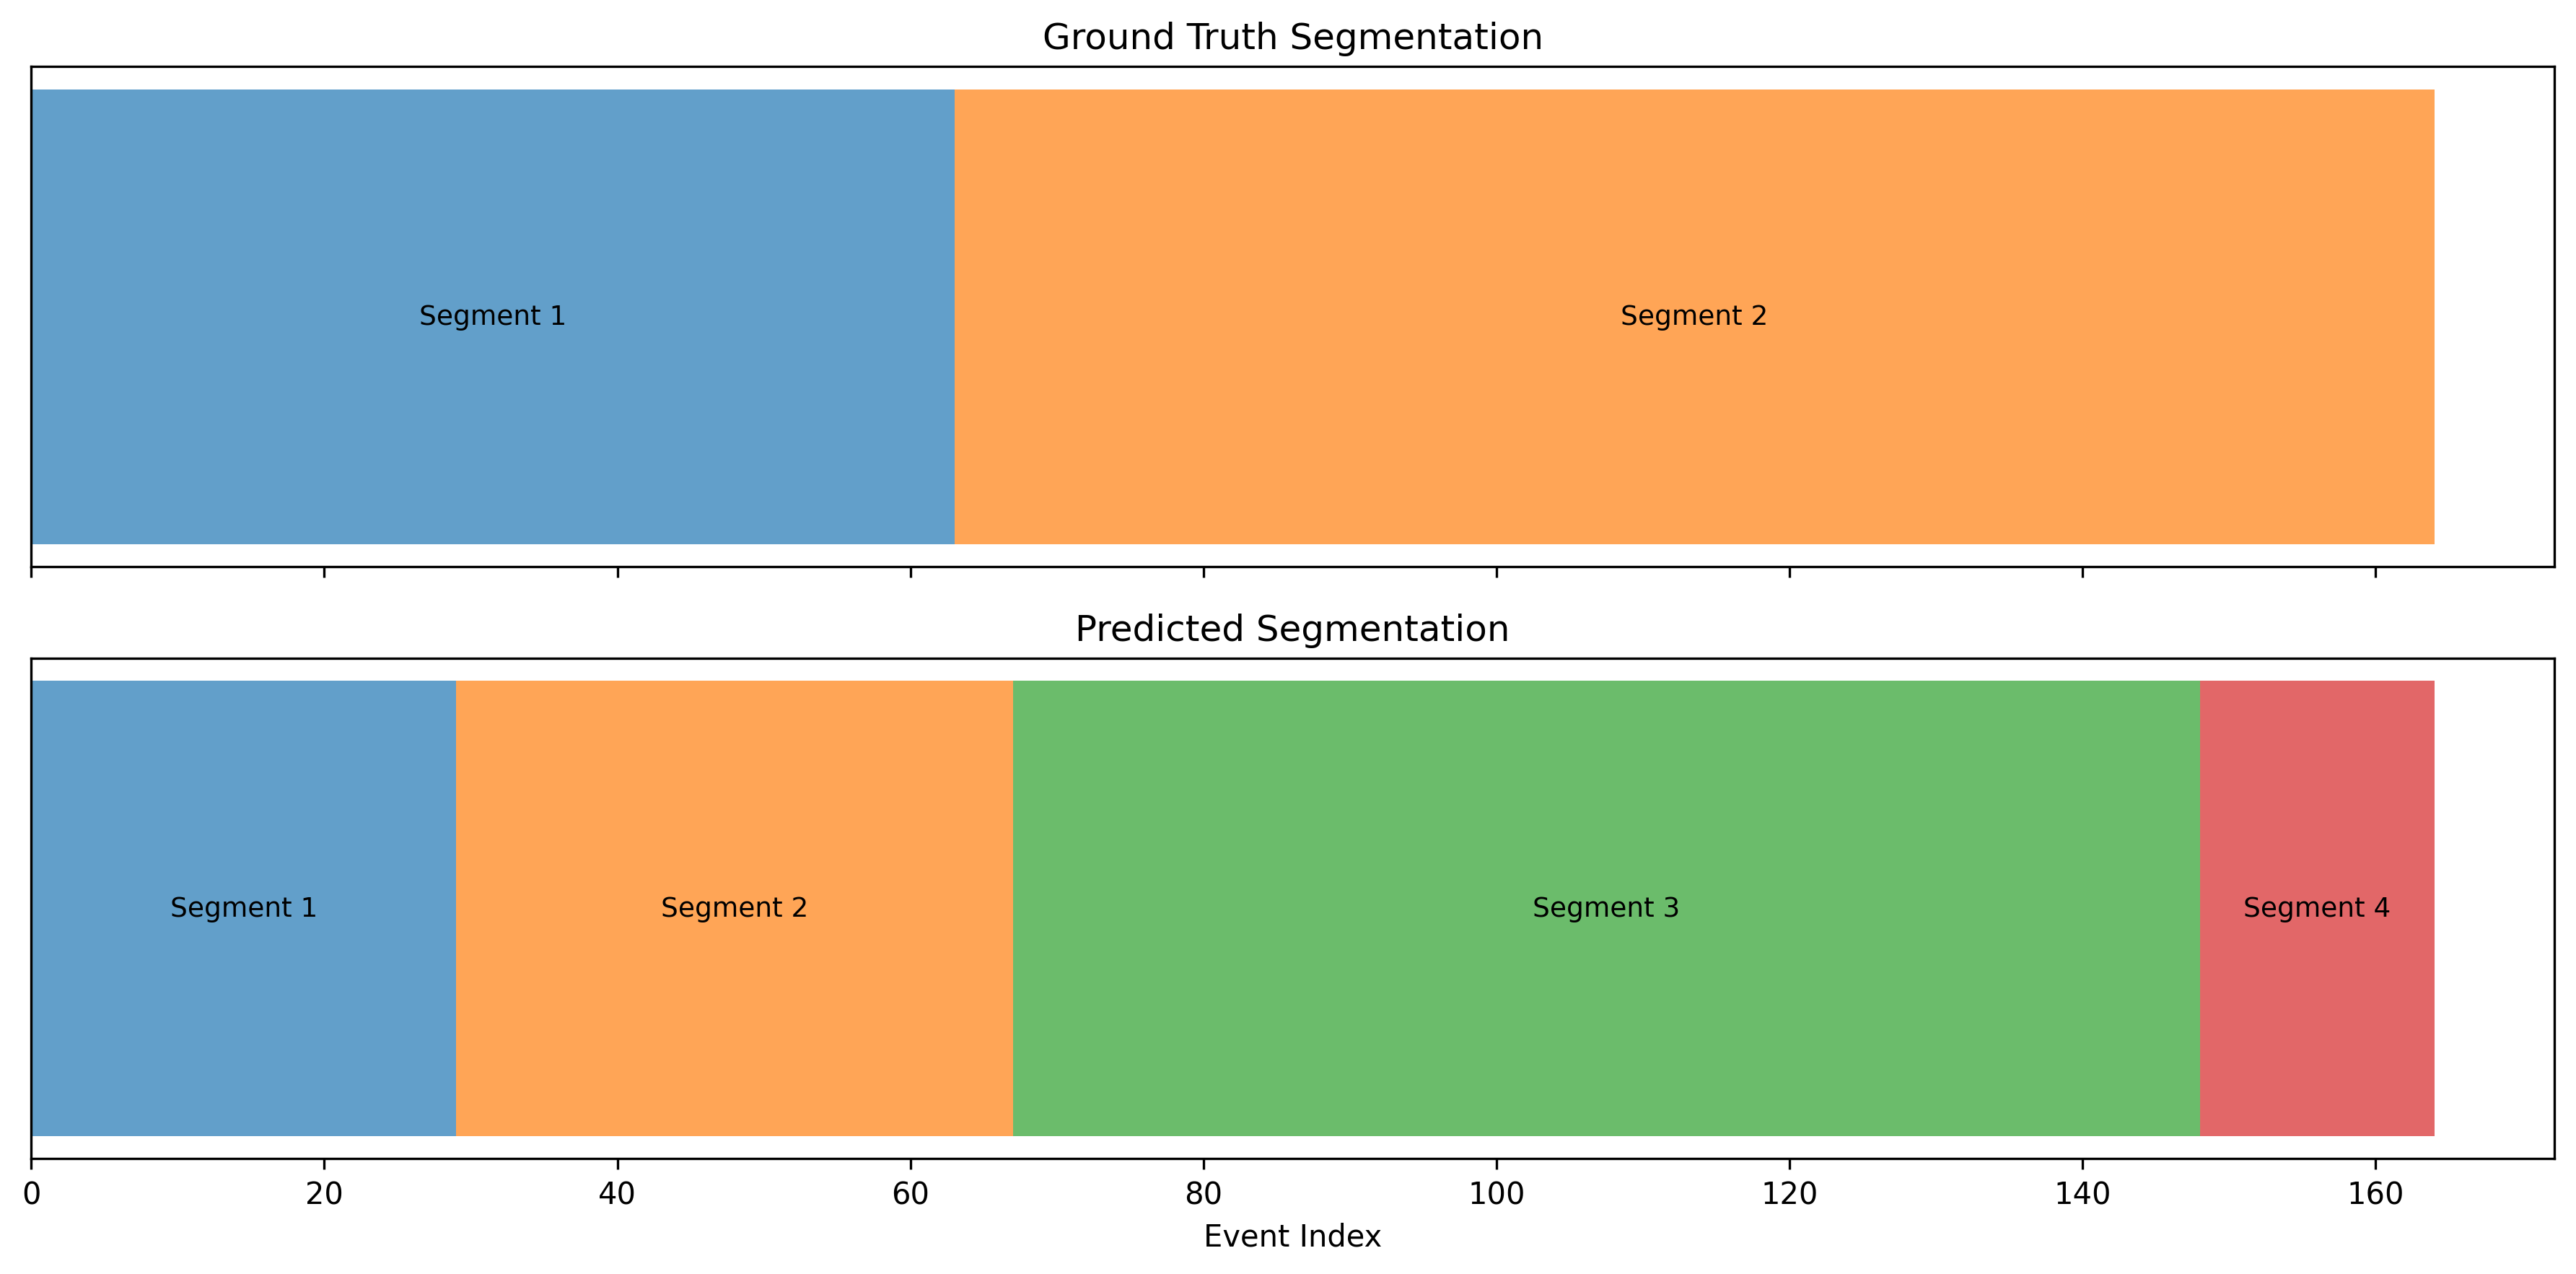 Ground Truth Segmentation
Segment 1
Segment 2
Predicted Segmentation
Segment 1
Segment 2
Segment 3
Segment 4
0 20 40 60 80 100 120 140 160
Event Index